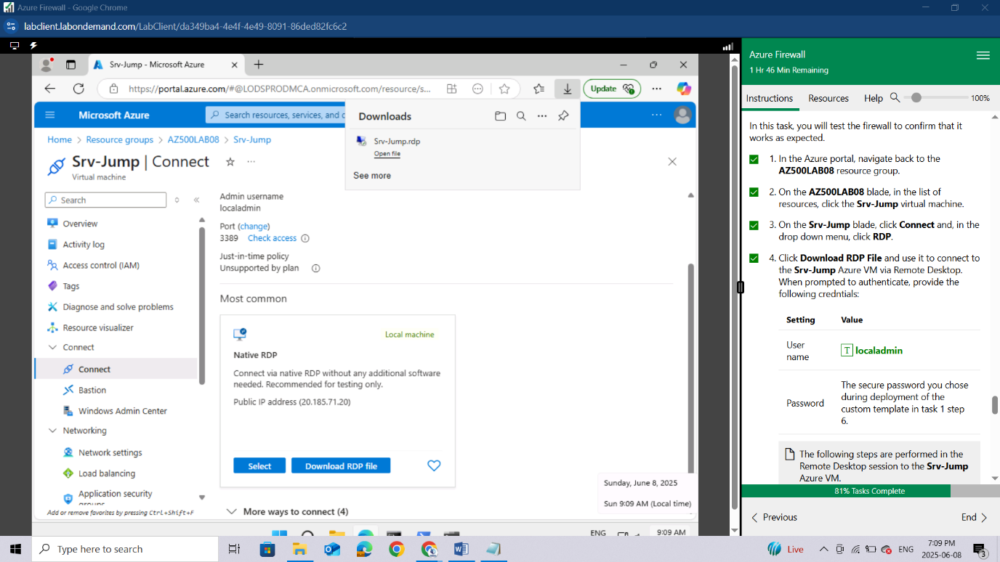 Azure Firewall - Google Chrome
labclient.labondemand.com/LabClient/da349ba4-4e4f-4e49-8091-86ded82fc6c2
Srv-Jump - Microsoft Azure
https://portal.azure.com/#@LODSPRODMCA.onmicrosoft.com/resource/s...
Update
Microsoft Azure
Search resources, services, and d
Downloads
Srv-Jump.rdp
Open file
See more
Home > Resource groups > AZ500LAB08 > Srv-Jump
Srv-Jump | Connect
Virtual machine
Search
Overview
Activity log
Access control (IAM)
Tags
Diagnose and solve problems
Resource visualizer
Connect
Connect
Bastion
Windows Admin Center
Networking
Network settings
Load balancing
Application security
groups
Add or remove favorites by pressing Ctrl+Shift+F
Admin username
localadmin
Port (change)
3389 Check access
Just-in-time policy
Unsupported by plan
Most common
Local machine
Native RDP
Connect via native RDP without any additional software
needed. Recommended for testing only.
Public IP address (20.185.71.20)
Select
Download RDP file
More ways to connect (4)
Sunday, June 8, 2025
Sun 9:09 AM (Local time)
ENG
9:09 AM
Azure Firewall
1 Hr 46 Min Remaining
Instructions Resources Help 100%
In this task, you will test the firewall to confirm that it
works as expected.
1. In the Azure portal, navigate back to the
AZ500LAB08 resource group.
2. On the AZ500LAB08 blade, in the list of
resources, click the Srv-Jump virtual machine.
3. On the Srv-Jump blade, click Connect and, in the
drop down menu, click RDP.
4. Click Download RDP File and use it to connect to
the Srv-Jump Azure VM via Remote Desktop.
When prompted to authenticate, provide the
following credntials:
Setting Value
User
name
T localadmin
Password
The secure password you chose
during deployment of the
custom template in task 1 step
6.
The following steps are performed in the
Remote Desktop session to the Srv-Jump
Azure VM.
81% Tasks Complete
Previous
End
Type here to search
Live
ENG
7:09 PM
2025-06-08
3